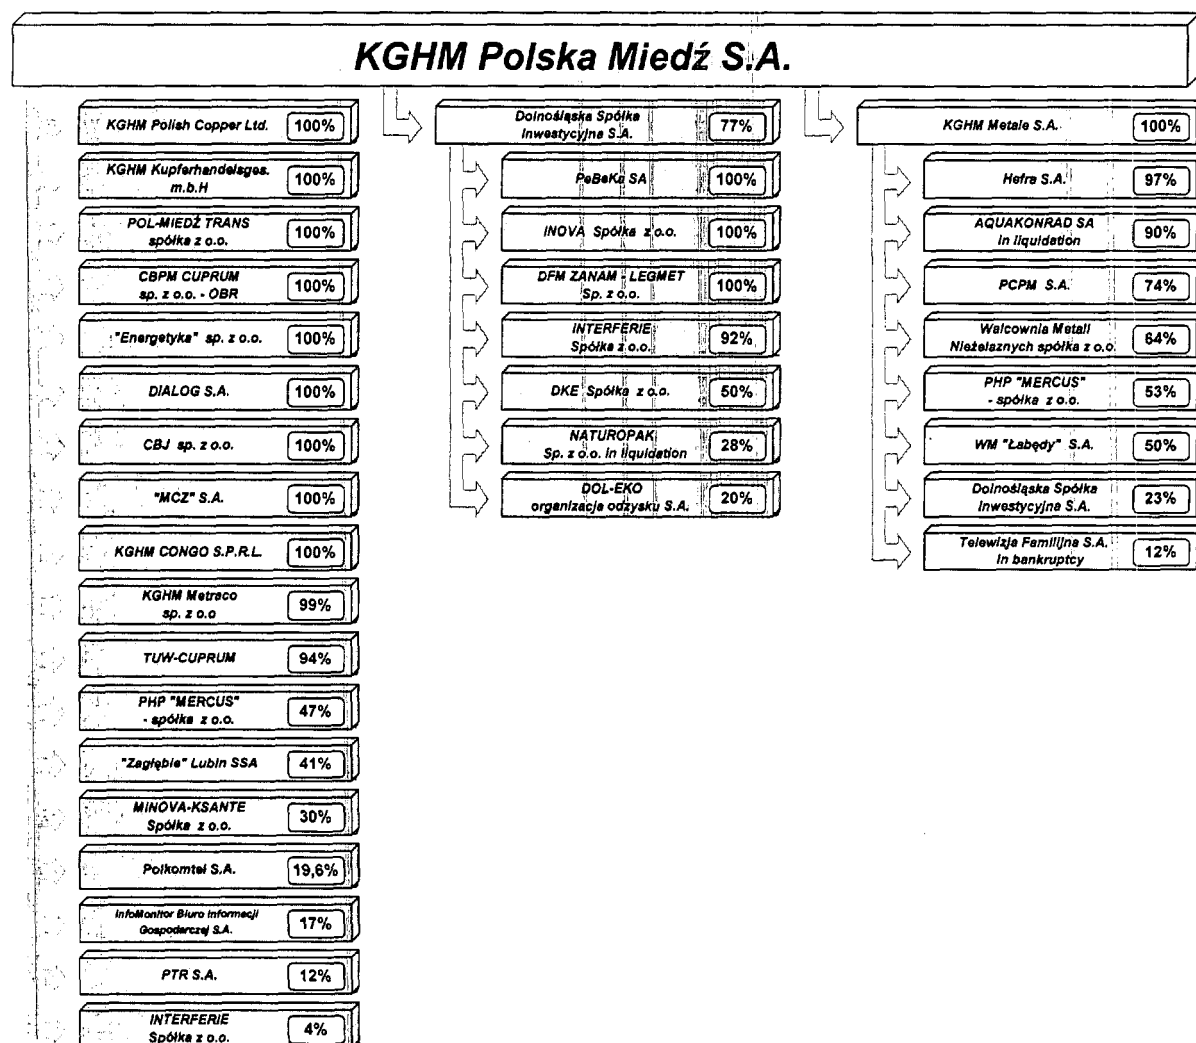 KGHM Polska Miedź S.A.
KGHM Polish Copper Ltd. 100%
KGHM Kupferhandelsges.
m.b.H 100%
POL-MIEDŹ TRANS
spółka z o.o. 100%
CBPM CUPRUM
sp. z o.o. - OBR 100%
"Energetyka" sp. z o.o. 100%
DIALOG S.A. 100%
CBJ sp. z o.o. 100%
"MCZ" S.A. 100%
KGHM CONGO S.P.R.L. 100%
KGHM Metraco
sp. z o.o 99%
TUW-CUPRUM 94%
PHP "MERCUS"
- spółka z o.o. 47%
"Zagłębie" Lubin SSA 41%
MINOVA-KSANTE
Spółka z o.o. 30%
Polkomtel S.A. 19,6%
InfoMonitor Biuro Informacji
Gospodarczej S.A. 17%
PTR S.A. 12%
INTERFERIE
Spółka z o.o. 4%
Dolnośląska Spółka
Inwestycyjna S.A. 77%
PeBeKa SA 100%
INOVA Spółka z o.o. 100%
DFM ZANAM - LEGMET
Sp. z o.o. 100%
INTERFERIE
Spółka z o.o. 92%
DKE Spółka z o.o. 50%
NATUROPAK
Sp. z o.o. in liquidation 28%
DOL-EKO
organizacja odzysku S.A. 20%
KGHM Metale S.A. 100%
Hefra S.A. 97%
AQUAKONRAD SA
in liquidation 90%
PCPM S.A. 74%
Walcownia Metali
Nieżelaznych spółka z o.o. 64%
PHP "MERCUS"
- spółka z o.o. 53%
WM "Łabędy" S.A. 50%
Dolnośląska Spółka
Inwestycyjna S.A. 23%
Telewizja Familijna S.A.
in bankruptcy 12%